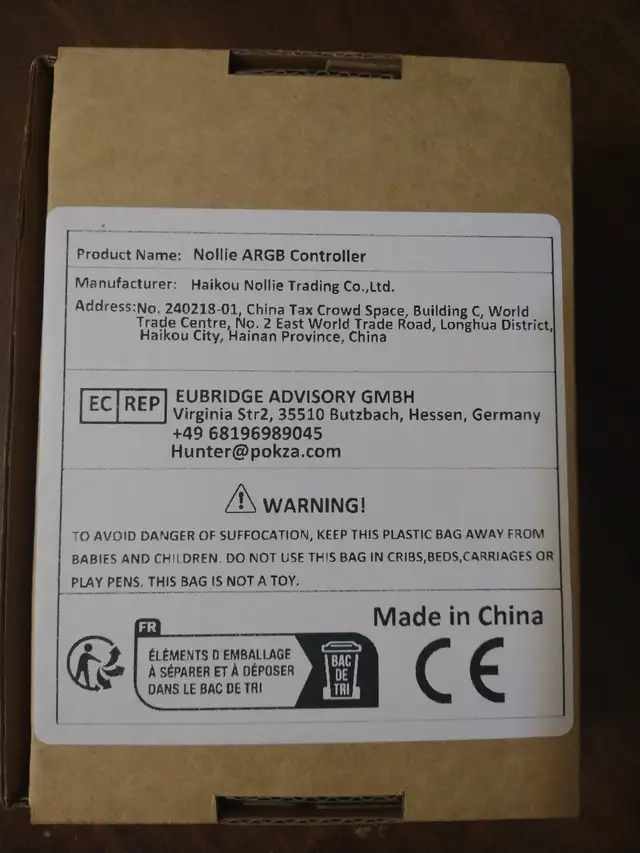 Product Name: Nollie ARGB Controller
Manufacturer: Haikou Nollie Trading Co.,Ltd.
Address:No. 240218-01, China Tax Crowd Space, Building C, World
Trade Centre, No. 2 East World Trade Road, Longhua District,
Haikou City, Hainan Province, China
EC REP
EUBRIDGE ADVISORY GMBH
Virginia Str2, 35510 Butzbach, Hessen, Germany
+49 68196989045
Hunter@pokza.com
WARNING!
TO AVOID DANGER OF SUFFOCATION, KEEP THIS PLASTIC BAG AWAY FROM
BABIES AND CHILDREN. DO NOT USE THIS BAG IN CRIBS,BEDS,CARRIAGES OR
PLAY PENS. THIS BAG IS NOT A TOY.
Made in China
FR
ÉLÉMENTS D'EMBALLAGE
À SÉPARER ET À DÉPOSER
DANS LE BAC DE TRI
BAC
DE
TRI
CE